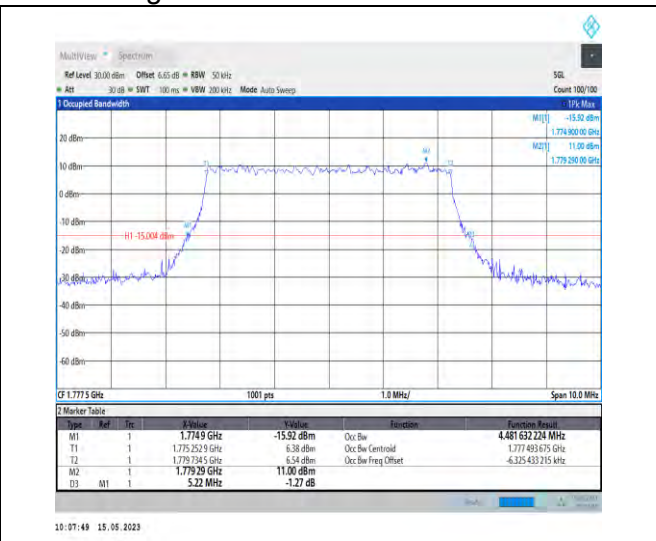 MultiView Spectrum
Ref Level 30.00 dBm Offset 6.65 dB RBW 50 kHz SGL
Att 30 dB SWT 100 ms VBW 200 kHz Mode Auto Sweep Count 100/100
1 Occupied Bandwidth 1Pk Max
M1[1] -15.92 dBm
1.774 900 00 GHz
M2[1] 11.00 dBm
1.779 290 00 GHz
20 dBm
M2
T1 T2
10 dBm
0 dBm
-10 dBm
M1
H1 -15.004 dBm
-20 dBm
-30 dBm
-40 dBm
-50 dBm
-60 dBm
CF 1.777 5 GHz 1001 pts 1.0 MHz/ Span 10.0 MHz
2 Marker Table
Type Ref Trc X-Value Y-Value Function Function Result
M1 1 1.774 9 GHz -15.92 dBm Occ Bw 4.481 632 224 MHz
T1 1 1.775 252 9 GHz 6.38 dBm Occ Bw Centroid 1.777 493 675 GHz
T2 1 1.779 734 5 GHz 6.54 dBm Occ Bw Freq Offset -6.325 433 215 kHz
M2 1 1.779 29 GHz 11.00 dBm
D3 M1 1 5.22 MHz -1.27 dB
10:07:49 15.05.2023